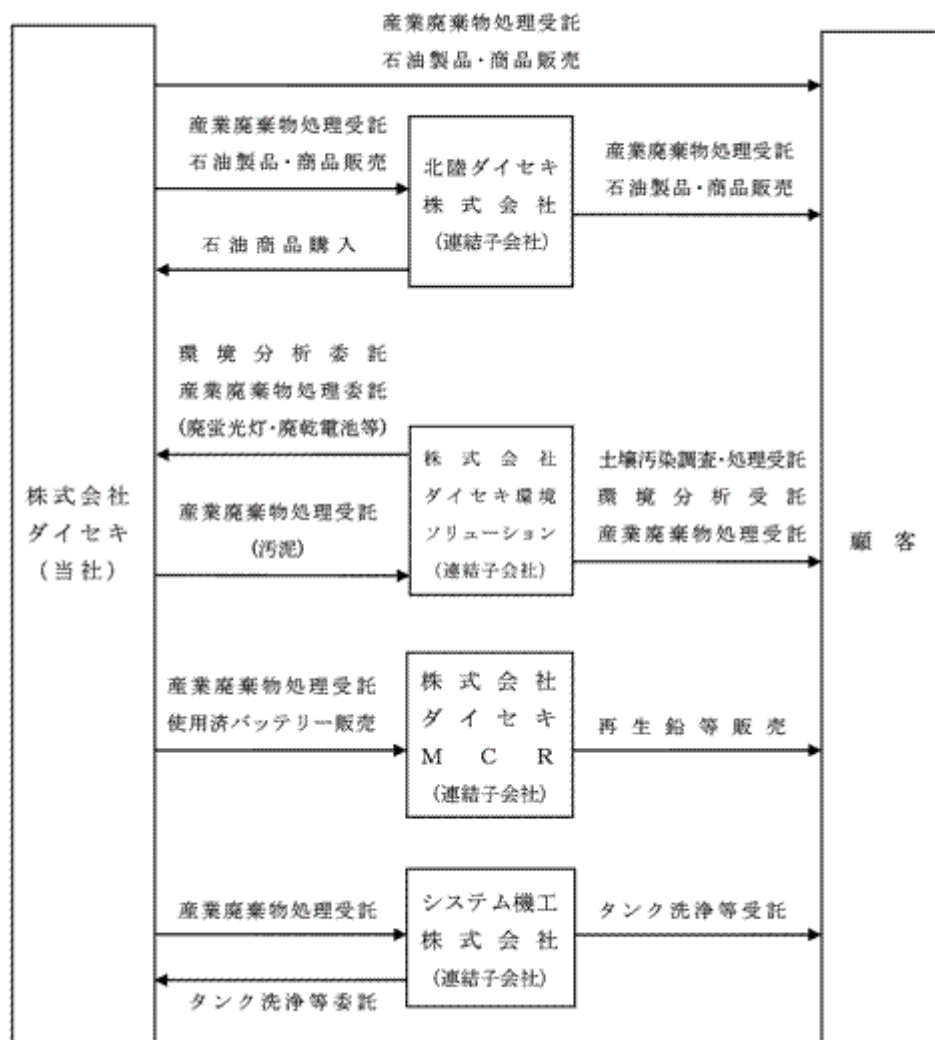 産業廃棄物処理受託
石油製品・商品販売
産業廃棄物処理受託
石油製品・商品販売
北陸ダイセキ
株式会社
(連結子会社)
産業廃棄物処理受託
石油製品・商品販売
石油商品購入
環境分析委託
産業廃棄物処理委託
(廃蛍光灯・廃乾電池等)
株式会社
ダイセキ環境
ソリューション
(連結子会社)
土壌汚染調査・処理受託
環境分析受託
産業廃棄物処理受託
株式会社
ダイセキ
(当社)
産業廃棄物処理受託
(汚泥)
顧客
産業廃棄物処理受託
使用済バッテリー販売
株式会社
ダイセキ
MCR
(連結子会社)
再生鉛等販売
産業廃棄物処理受託
システム機工
株式会社
(連結子会社)
タンク洗浄等受託
タンク洗浄等委託